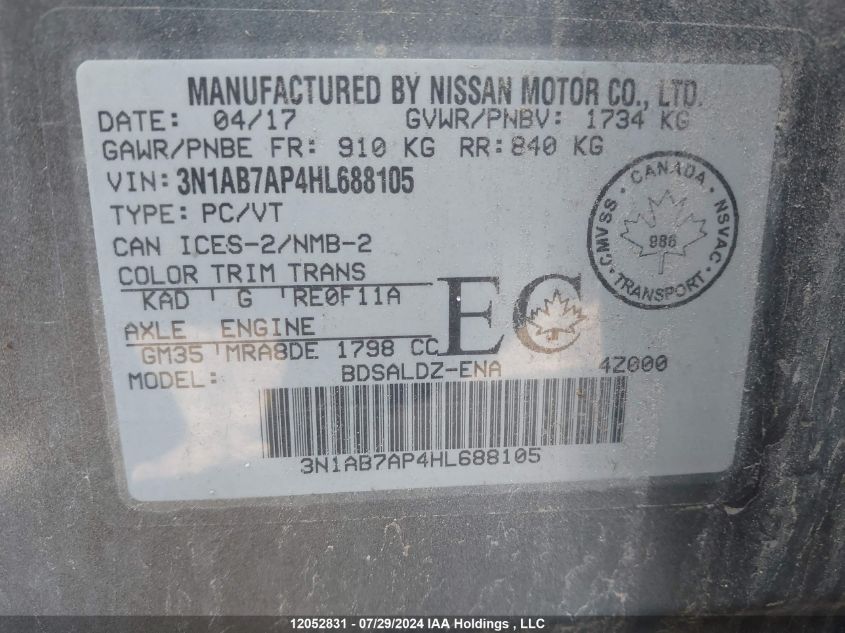 MANUFACTURED BY NISSAN MOTOR CO., LTD.
DATE: 04/17 GVWR/PNBV: 1734 KG
GAWR/PNBE FR: 910 KG RR: 840 KG
VIN: 3N1AB7AP4HL688105
TYPE: PC/VT
CAN ICES-2/NMB-2
COLOR TRIM TRANS
KAD G RE0F11A
AXLE ENGINE
GM35 MRA8DE 1798 CC
EC
MODEL: BDSALDZ-ENA 4Z000
3N1AB7AP4HL688105
CANADA
CMVSS NSVAC
986
TRANSPORT
12052831 - 07/29/2024 IAA Holdings , LLC